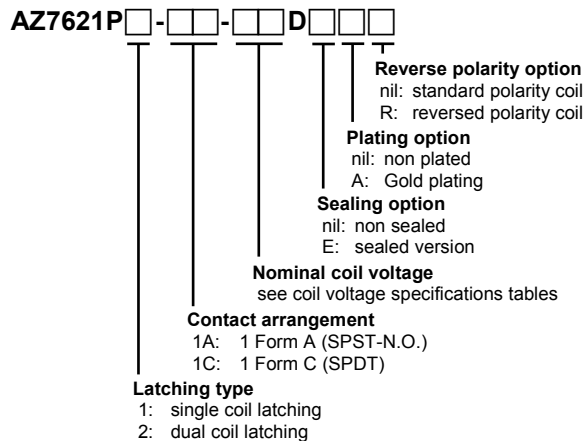 AZ7621P□-□□-□□D□□□
Reverse polarity option
nil: standard polarity coil
R: reversed polarity coil
Plating option
nil: non plated
A: Gold plating
Sealing option
nil: non sealed
E: sealed version
Nominal coil voltage
see coil voltage specifications tables
Contact arrangement
1A: 1 Form A (SPST-N.O.)
1C: 1 Form C (SPDT)
Latching type
1: single coil latching
2: dual coil latching